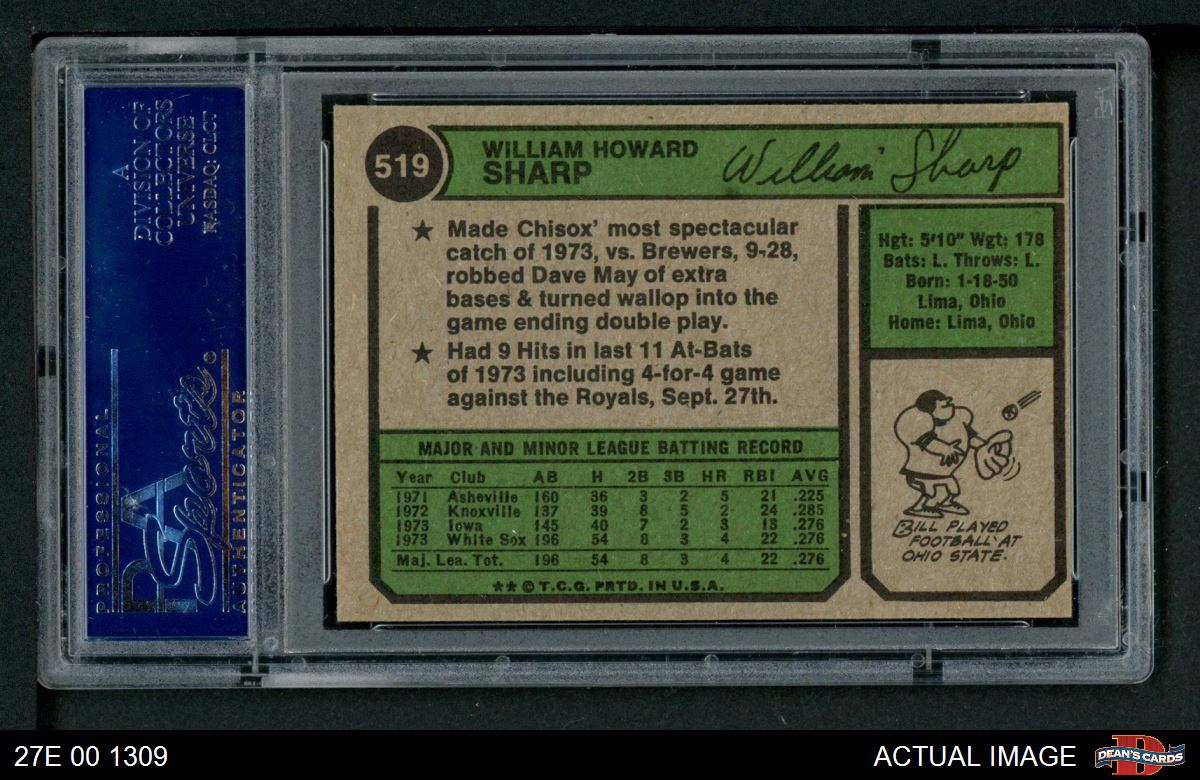 A
DIVISION OF
COLLECTORS
UNIVERSE
NASDAQ: CLCT
PROFESSIONAL
PSA
Sports
AUTHENTICATOR
519
WILLIAM HOWARD
SHARP
William Sharp
★ Made Chisox' most spectacular
catch of 1973, vs. Brewers, 9-28,
robbed Dave May of extra
bases & turned wallop into the
game ending double play.
★ Had 9 Hits in last 11 At-Bats
of 1973 including 4-for-4 game
against the Royals, Sept. 27th.
Hgt: 5'10" Wgt: 178
Bats: L. Throws: L.
Born: 1-18-50
Lima, Ohio
Home: Lima, Ohio
MAJOR AND MINOR LEAGUE BATTING RECORD
Year Club AB H 2B 3B HR RBI AVG
1971 Asheville 160 36 3 2 5 21 .225
1972 Knoxville 137 39 8 5 2 24 .285
1973 Iowa 145 40 7 2 3 13 .276
1973 White Sox 196 54 8 3 4 22 .276
Maj. Lea. Tot. 196 54 8 3 4 22 .276
** © T.C.G. PRTD. IN U.S.A.
BILL PLAYED
FOOTBALL AT
OHIO STATE.
27E 00 1309
ACTUAL IMAGE
DEAN'S CARDS